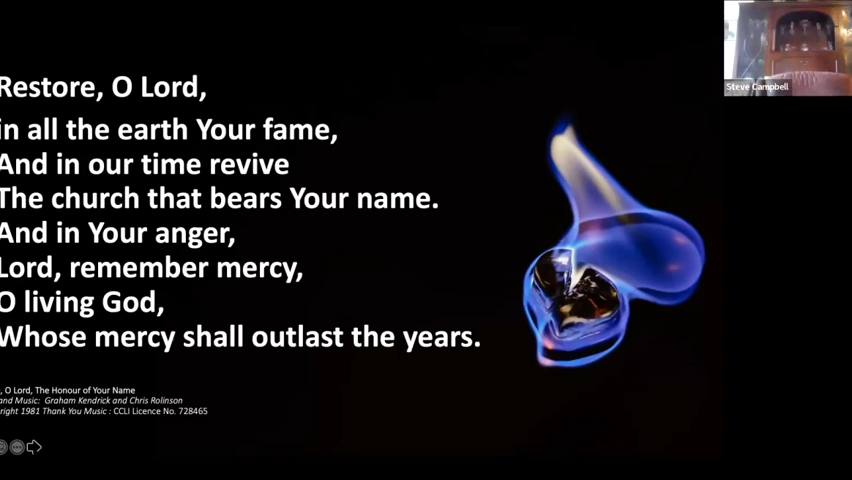 Restore, O Lord,
in all the earth Your fame,
And in our time revive
The church that bears Your name.
And in Your anger,
Lord, remember mercy,
O living God,
Whose mercy shall outlast the years.
, O Lord, The Honour of Your Name
and Music: Graham Kendrick and Chris Rolinson
right 1981 Thank You Music : CCLI Licence No. 728465
Steve Campbell